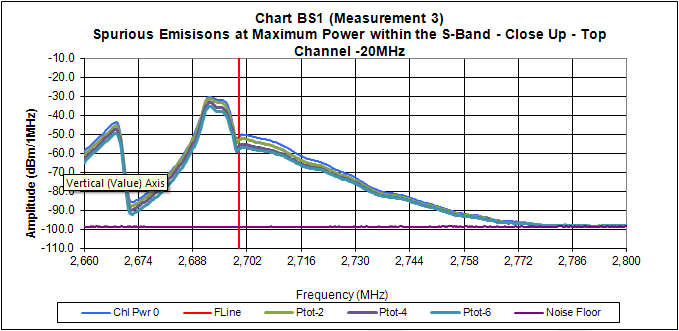 Chart BS1 (Measurement 3)
Spurious Emisisons at Maximum Power within the S-Band - Close Up - Top
Channel -20MHz
Amplitude (dBm/1MHz)
-10.0
-20.0
-30.0
-40.0
-50.0
-60.0
-70.0
-80.0
-90.0
-100.0
-110.0
Vertical (Value) Axis
2,660 2,674 2,688 2,702 2,716 2,730 2,744 2,758 2,772 2,786 2,800
Frequency (MHz)
Chl Pwr 0 FLine Ptot-2 Ptot-4 Ptot-6 Noise Floor